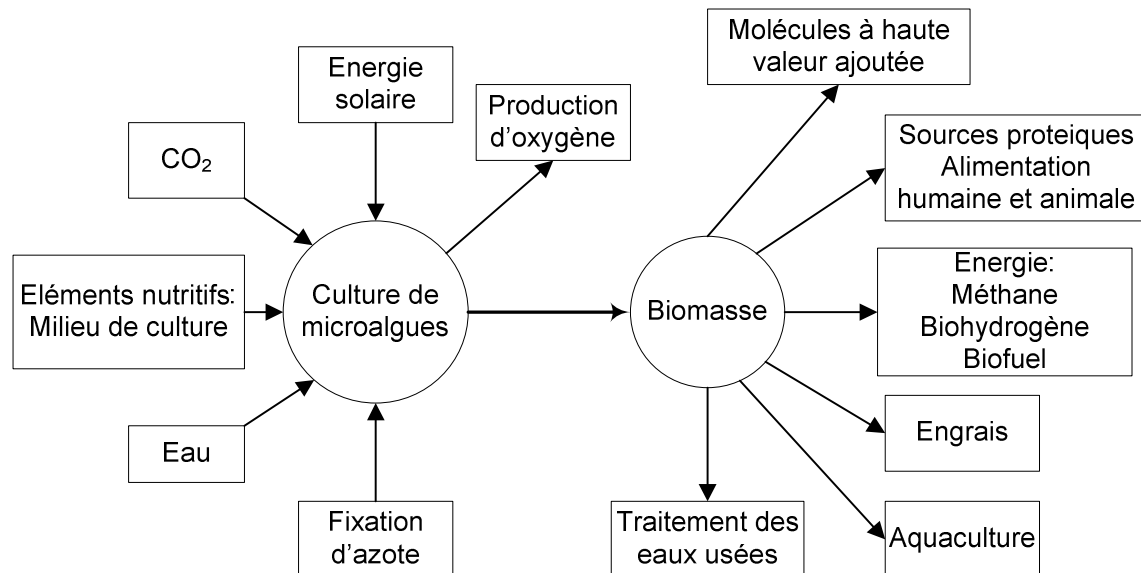 Molécules à haute
valeur ajoutée
Energie
solaire
Production
d’oxygène
CO₂
Sources proteiques
Alimentation
humaine et animale
Eléments nutritifs:
Milieu de culture
Culture de
microalgues
Biomasse
Energie:
Méthane
Biohydrogène
Biofuel
Eau
Engrais
Fixation
d’azote
Traitement des
eaux usées
Aquaculture